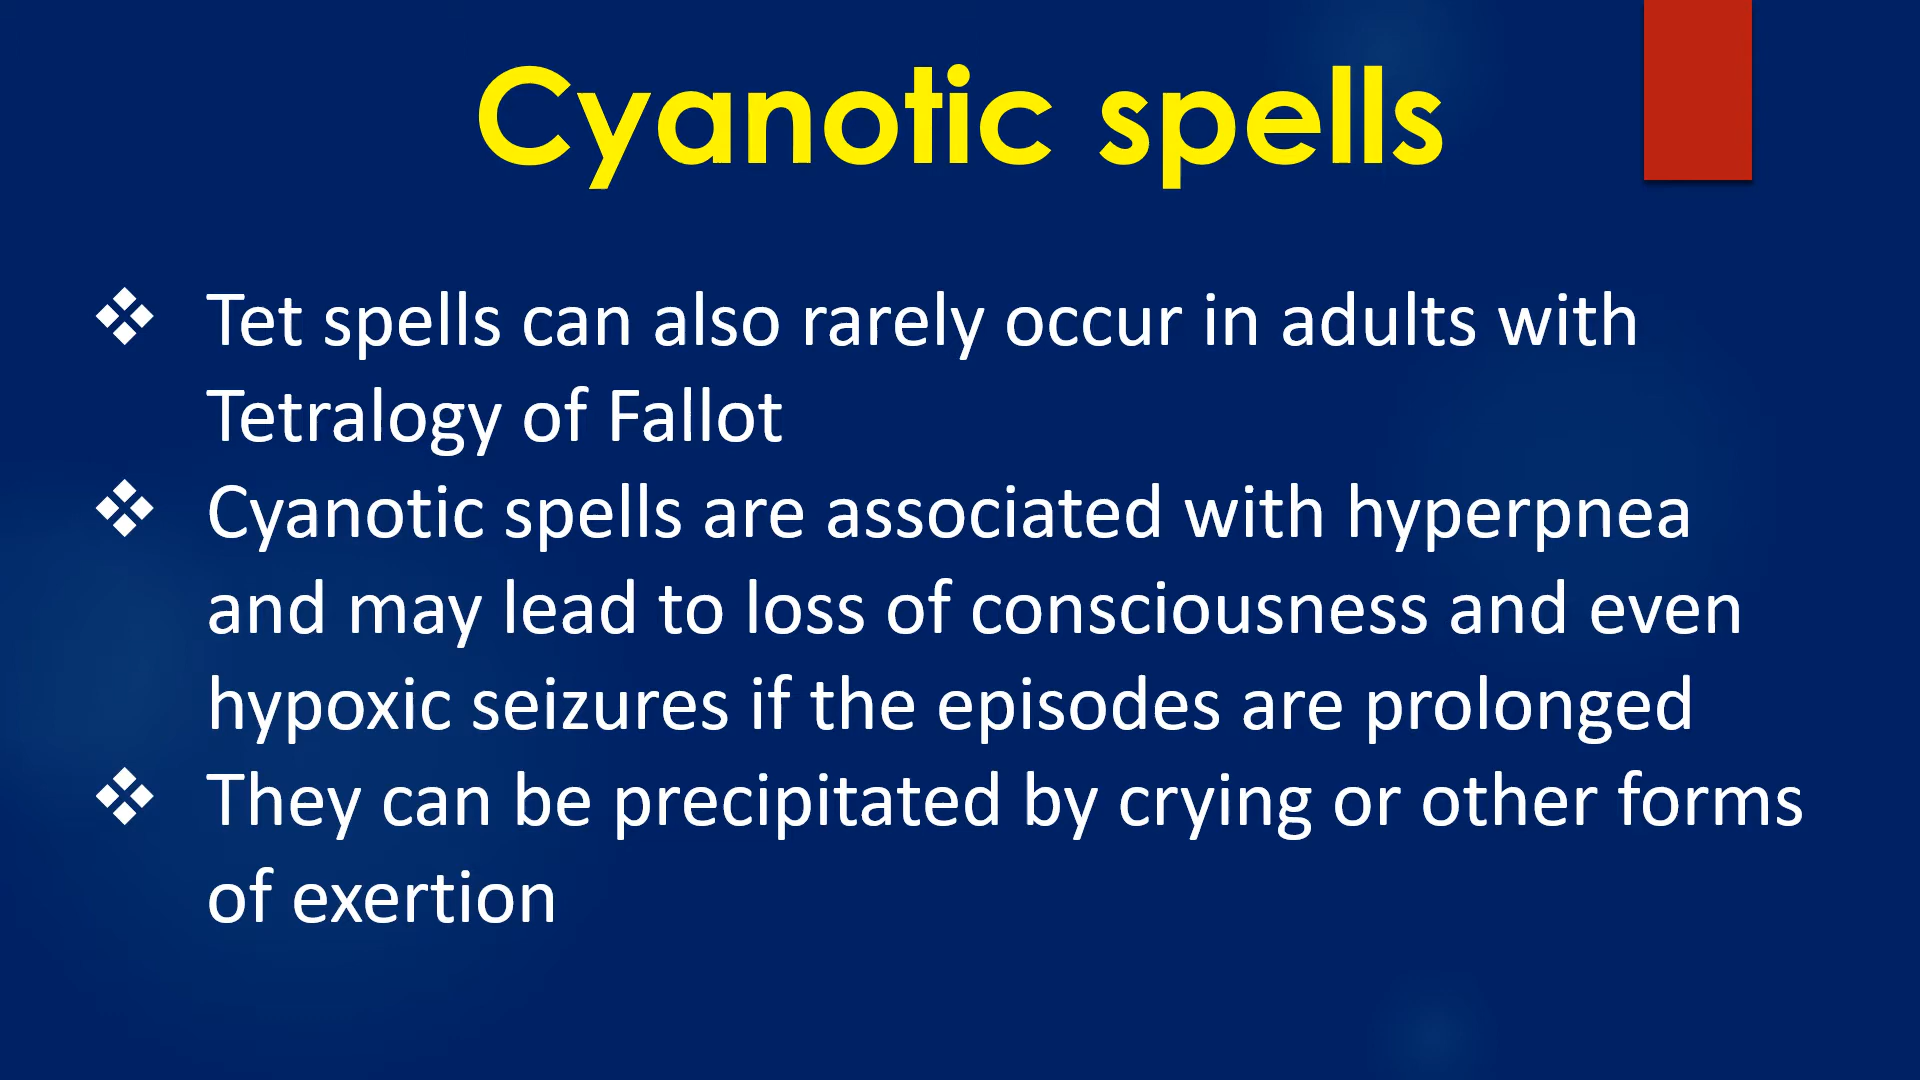 Cyanotic spells
❖ Tet spells can also rarely occur in adults with
Tetralogy of Fallot
❖ Cyanotic spells are associated with hyperpnea
and may lead to loss of consciousness and even
hypoxic seizures if the episodes are prolonged
❖ They can be precipitated by crying or other forms
of exertion